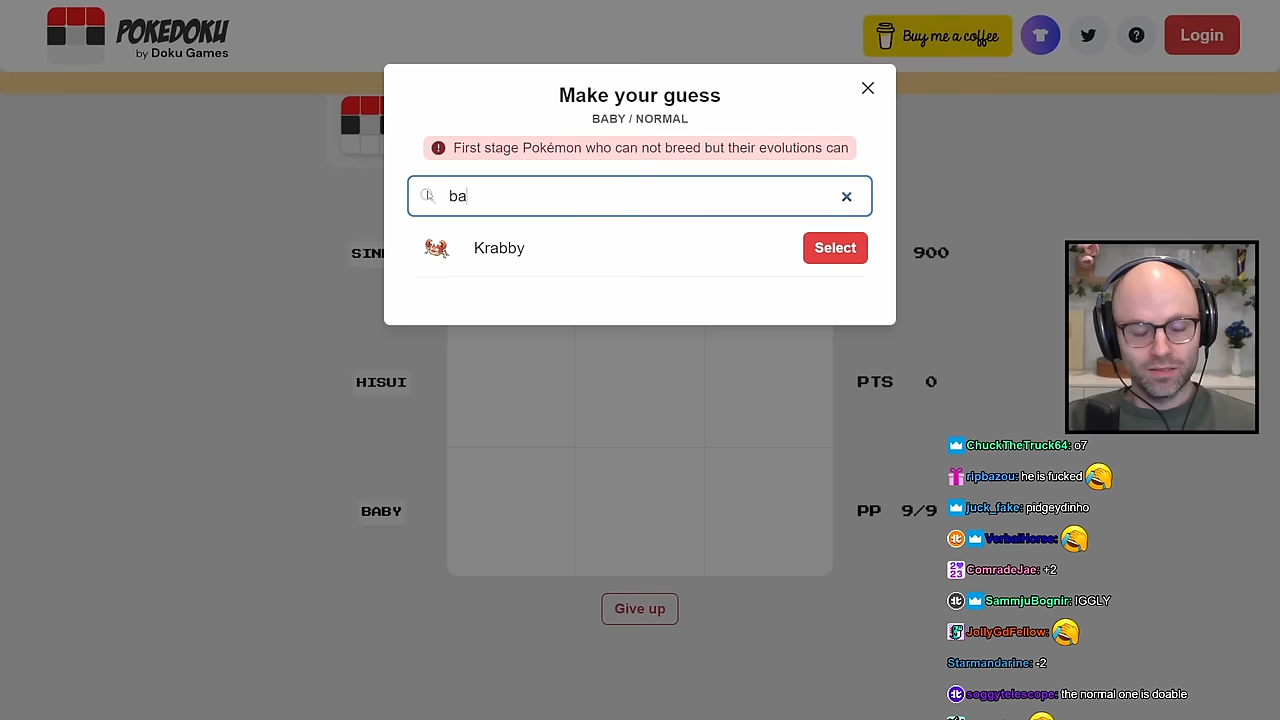 POKEDOKU
by Doku Games
Buy me a coffee
Login
Make your guess
BABY / NORMAL
First stage Pokémon who can not breed but their evolutions can
ba
Krabby
Select
SIN
900
HISUI
PTS 0
BABY
PP 9/9
Give up
ChuckTheTruck64: o7
ripbazou: he is fucked
juck_fake: pidgeydinho
VerbalHorse:
2023 ComradeJae: +2
SammjuBognir: IGGLY
JollyGdFellow:
Starmandarine: -2
soggytelescope: the normal one is doable